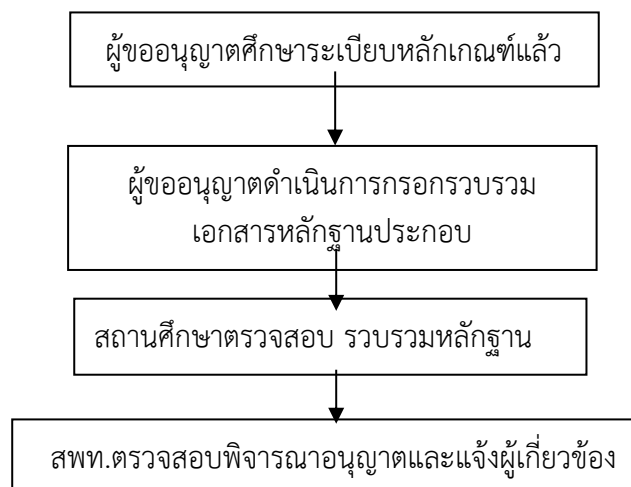 ผู้ขออนุญาตศึกษาระเบียบหลักเกณฑ์แล้ว
ผู้ขออนุญาตดำเนินการกรอกรวบรวม
เอกสารหลักฐานประกอบ
สถานศึกษาตรวจสอบ รวบรวมหลักฐาน
สพท.ตรวจสอบพิจารณาอนุญาตและแจ้งผู้เกี่ยวข้อง